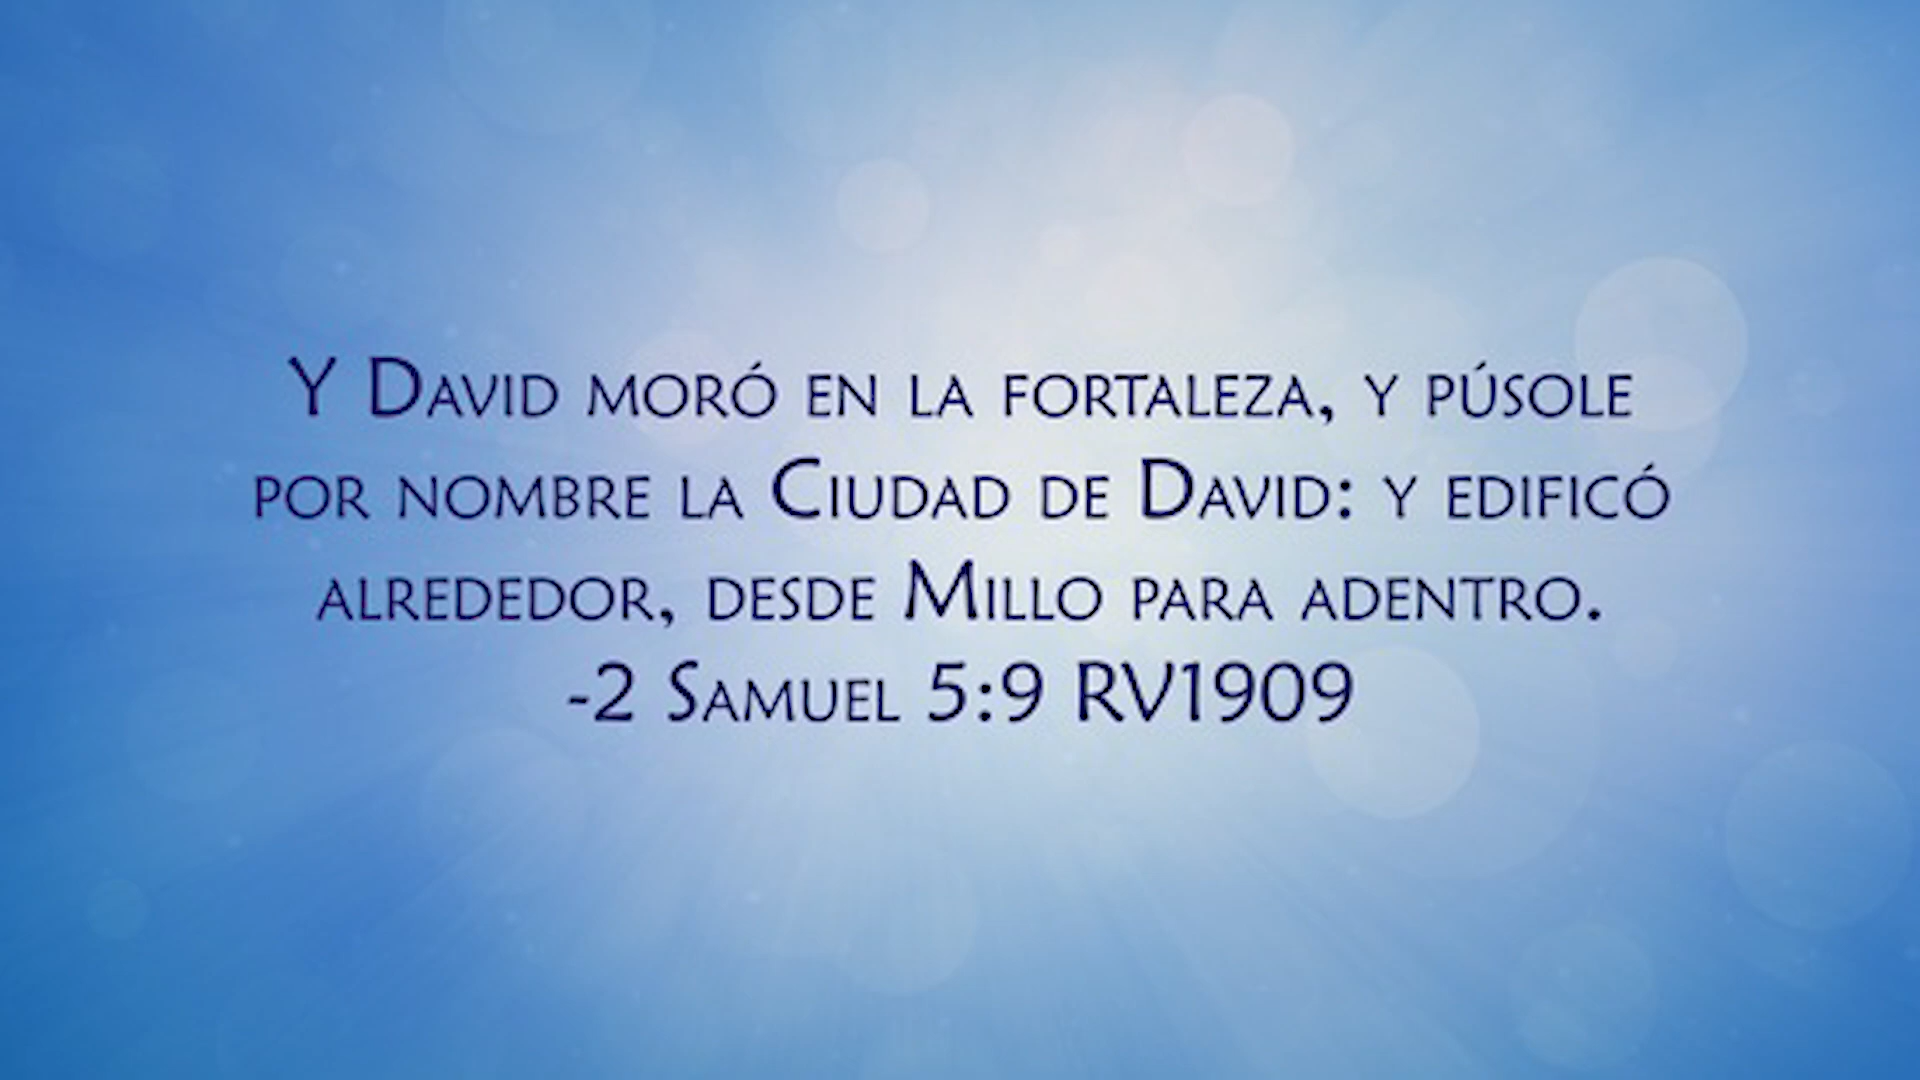 Y David moró en la fortaleza, y púsole
por nombre la Ciudad de David: y edificó
alrededor, desde Millo para adentro.
-2 Samuel 5:9 RV1909